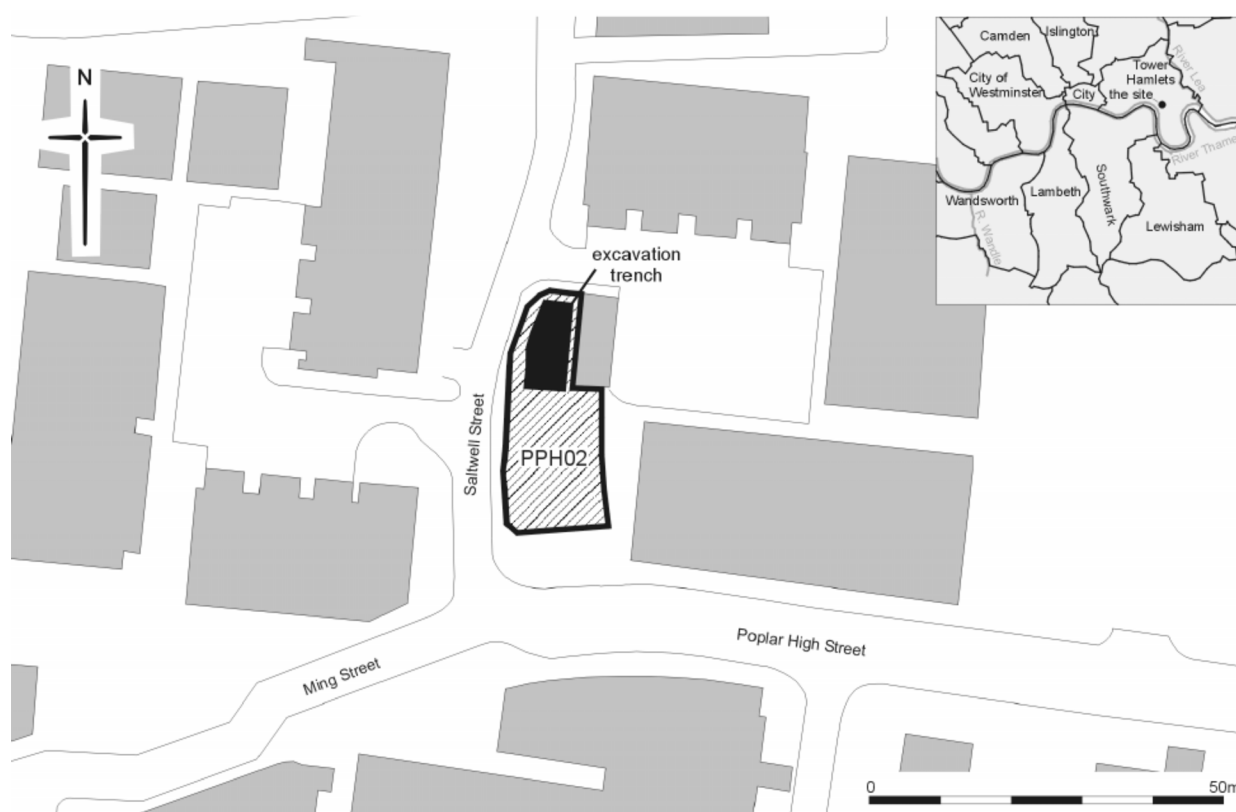 N
excavation
trench
Saltwell Street
PPH02
Poplar High Street
Ming Street
0
50m
Camden
Islington
City of
Westminster
City
Tower
Hamlets
the site
River Lea
River Thame
Wandsworth
R. Wandle
Lambeth
Southwark
Lewisham